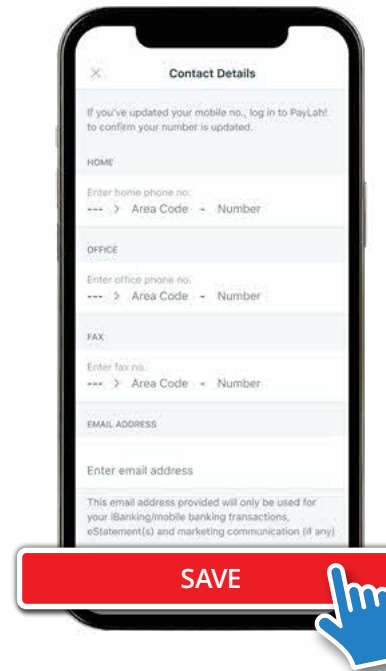 Contact Details
If you've updated your mobile no., log in to PayLah!
to confirm your number is updated.
HOME
Enter home phone no.
--- > Area Code - Number
OFFICE
Enter office phone no.
--- > Area Code - Number
FAX
Enter fax no.
--- > Area Code - Number
EMAIL ADDRESS
Enter email address
This email address provided will only be used for
your iBanking/mobile banking transactions,
eStatement(s) and marketing communication (if any)
SAVE